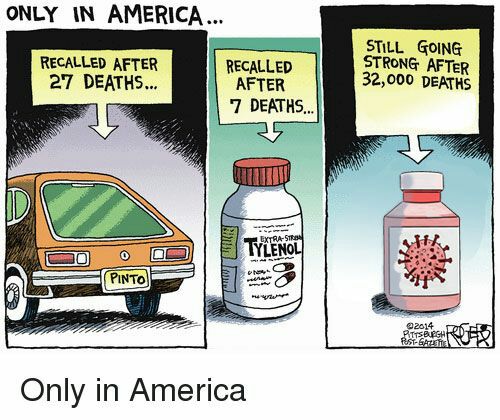 ONLY IN AMERICA...
RECALLED AFTER
27 DEATHS...
RECALLED
AFTER
7 DEATHS...
STILL GOING
STRONG AFTER
32,000 DEATHS
PINTO
EXTRA-STREN
TYLENOL
©2014
PITTSBURGH
POST-GAZETTE
ROGERS
Only in America